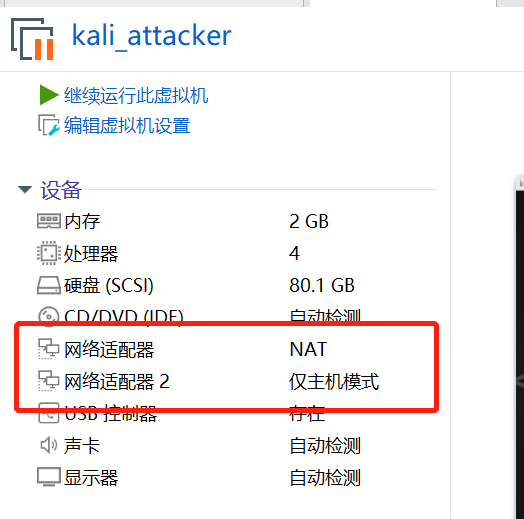 kali_attacker
继续运行此虚拟机
编辑虚拟机设置
设备
内存 2 GB
处理器 4
硬盘 (SCSI) 80.1 GB
CD/DVD (IDE) 自动检测
网络适配器 NAT
网络适配器 2 仅主机模式
USB 控制器 存在
声卡 自动检测
显示器 自动检测